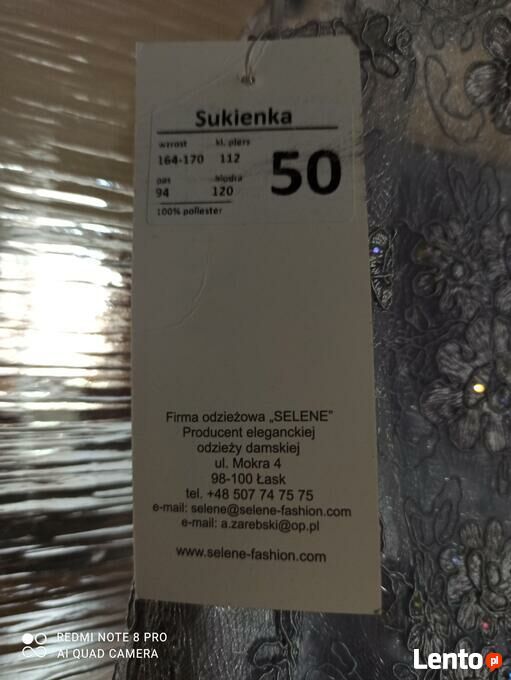 Sukienka
wzrost kl. piers
164-170 112
50
pas biodra
94 120
100% poliester
Firma odzieżowa „SELENE”
Producent eleganckiej
odzieży damskiej
ul. Mokra 4
98-100 Łask
tel. +48 507 74 75 75
e-mail: selene@selene-fashion.com
e-mail: a.zarebski@op.pl
www.selene-fashion.com
REDMI NOTE 8 PRO
AI QUAD CAMERA
Lento.pl